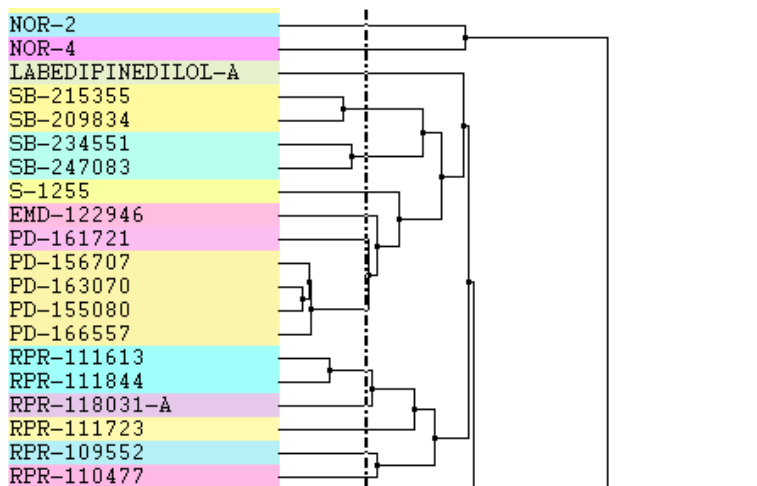 NOR-2
NOR-4
LABEDIPINEDILOL-A
SB-215355
SB-209834
SB-234551
SB-247083
S-1255
EMD-122946
PD-161721
PD-156707
PD-163070
PD-155080
PD-166557
RPR-111613
RPR-111844
RPR-118031-A
RPR-111723
RPR-109552
RPR-110477